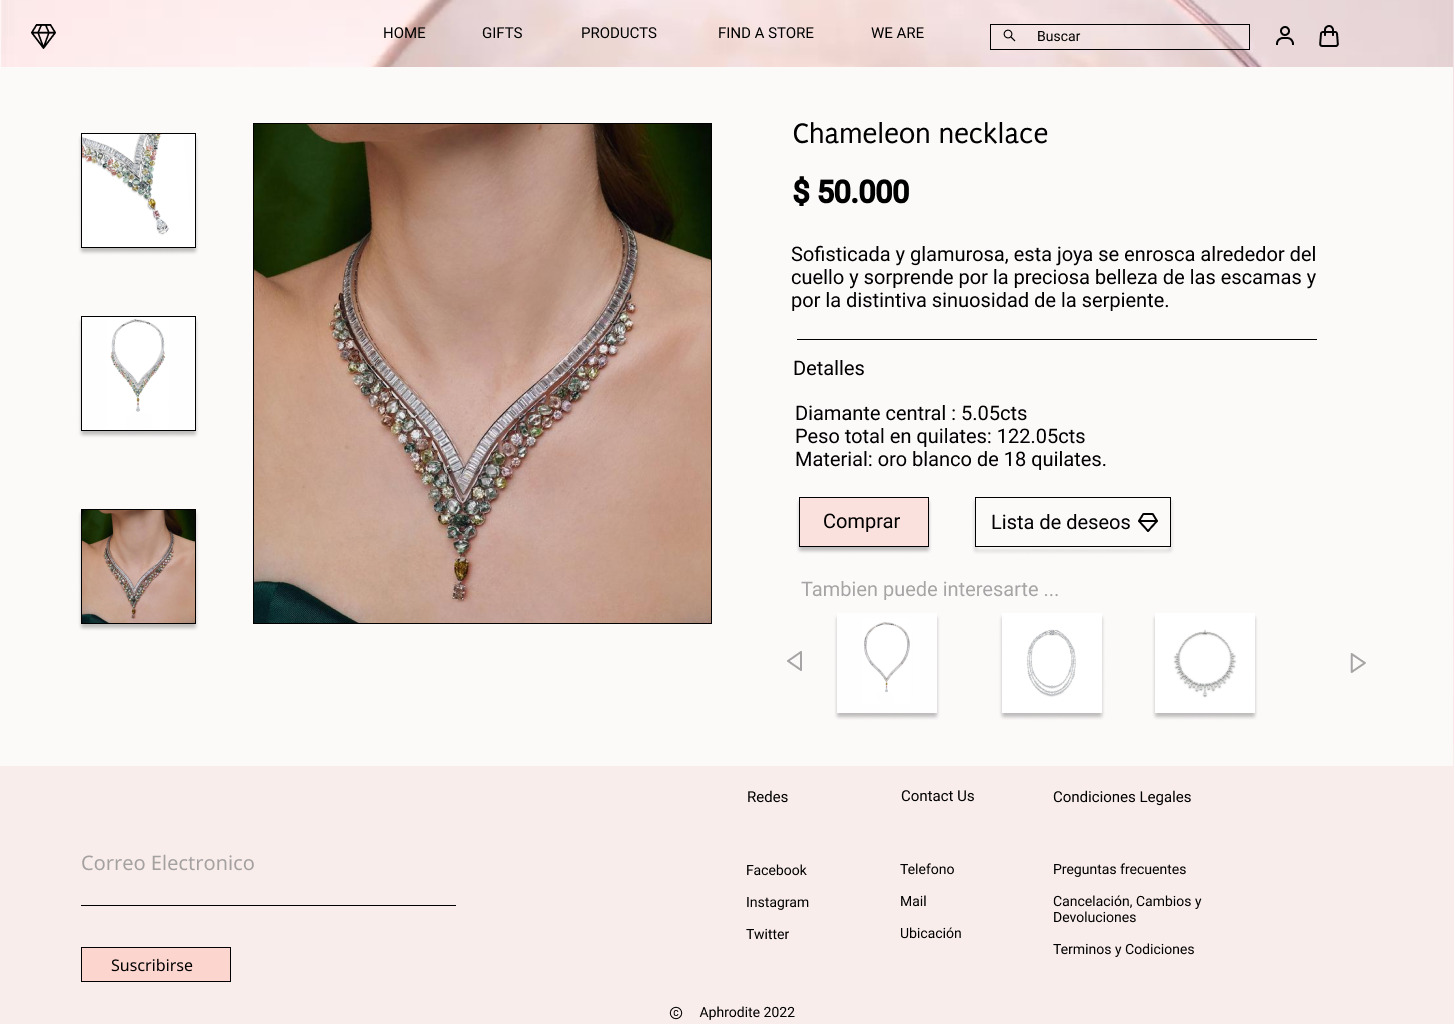 HOME GIFTS PRODUCTS FIND A STORE WE ARE Buscar
Chameleon necklace
$ 50.000
Sofisticada y glamurosa, esta joya se enrosca alrededor del
cuello y sorprende por la preciosa belleza de las escamas y
por la distintiva sinuosidad de la serpiente.
Detalles
Diamante central : 5.05cts
Peso total en quilates: 122.05cts
Material: oro blanco de 18 quilates.
Comprar Lista de deseos
Tambien puede interesarte ...
Correo Electronico
Suscribirse
Redes
Facebook
Instagram
Twitter
Contact Us
Telefono
Mail
Ubicación
Condiciones Legales
Preguntas frecuentes
Cancelación, Cambios y
Devoluciones
Terminos y Codiciones
© Aphrodite 2022